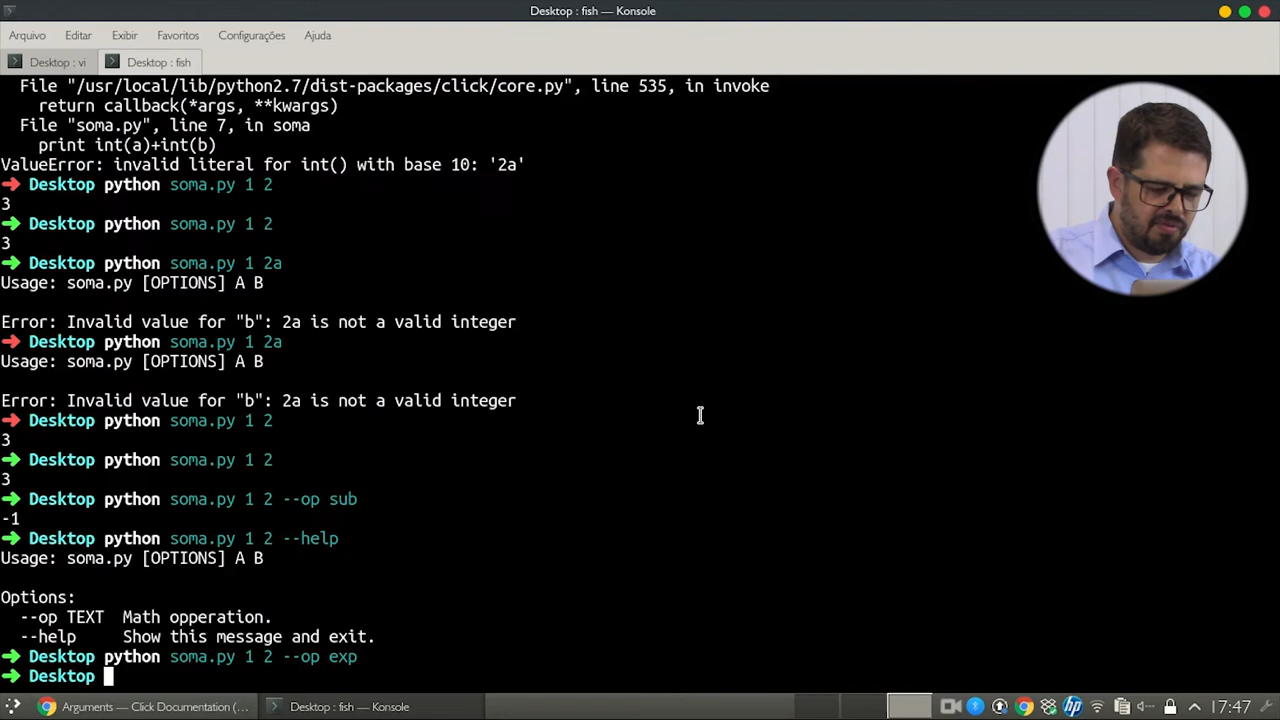 Desktop : fish — Konsole
Arquivo Editar Exibir Favoritos Configurações Ajuda
Desktop : vi Desktop : fish
File "/usr/local/lib/python2.7/dist-packages/click/core.py", line 535, in invoke
return callback(*args, **kwargs)
File "soma.py", line 7, in soma
print int(a)+int(b)
ValueError: invalid literal for int() with base 10: '2a'
➜ Desktop python soma.py 1 2
3
➜ Desktop python soma.py 1 2
3
➜ Desktop python soma.py 1 2a
Usage: soma.py [OPTIONS] A B
Error: Invalid value for "b": 2a is not a valid integer
➜ Desktop python soma.py 1 2a
Usage: soma.py [OPTIONS] A B
Error: Invalid value for "b": 2a is not a valid integer
➜ Desktop python soma.py 1 2
3
➜ Desktop python soma.py 1 2
3
➜ Desktop python soma.py 1 2 --op sub
-1
➜ Desktop python soma.py 1 2 --help
Usage: soma.py [OPTIONS] A B
Options:
--op TEXT Math opperation.
--help Show this message and exit.
➜ Desktop python soma.py 1 2 --op exp
➜ Desktop
Arguments — Click Documentation (... Desktop : fish — Konsole hp 17:47